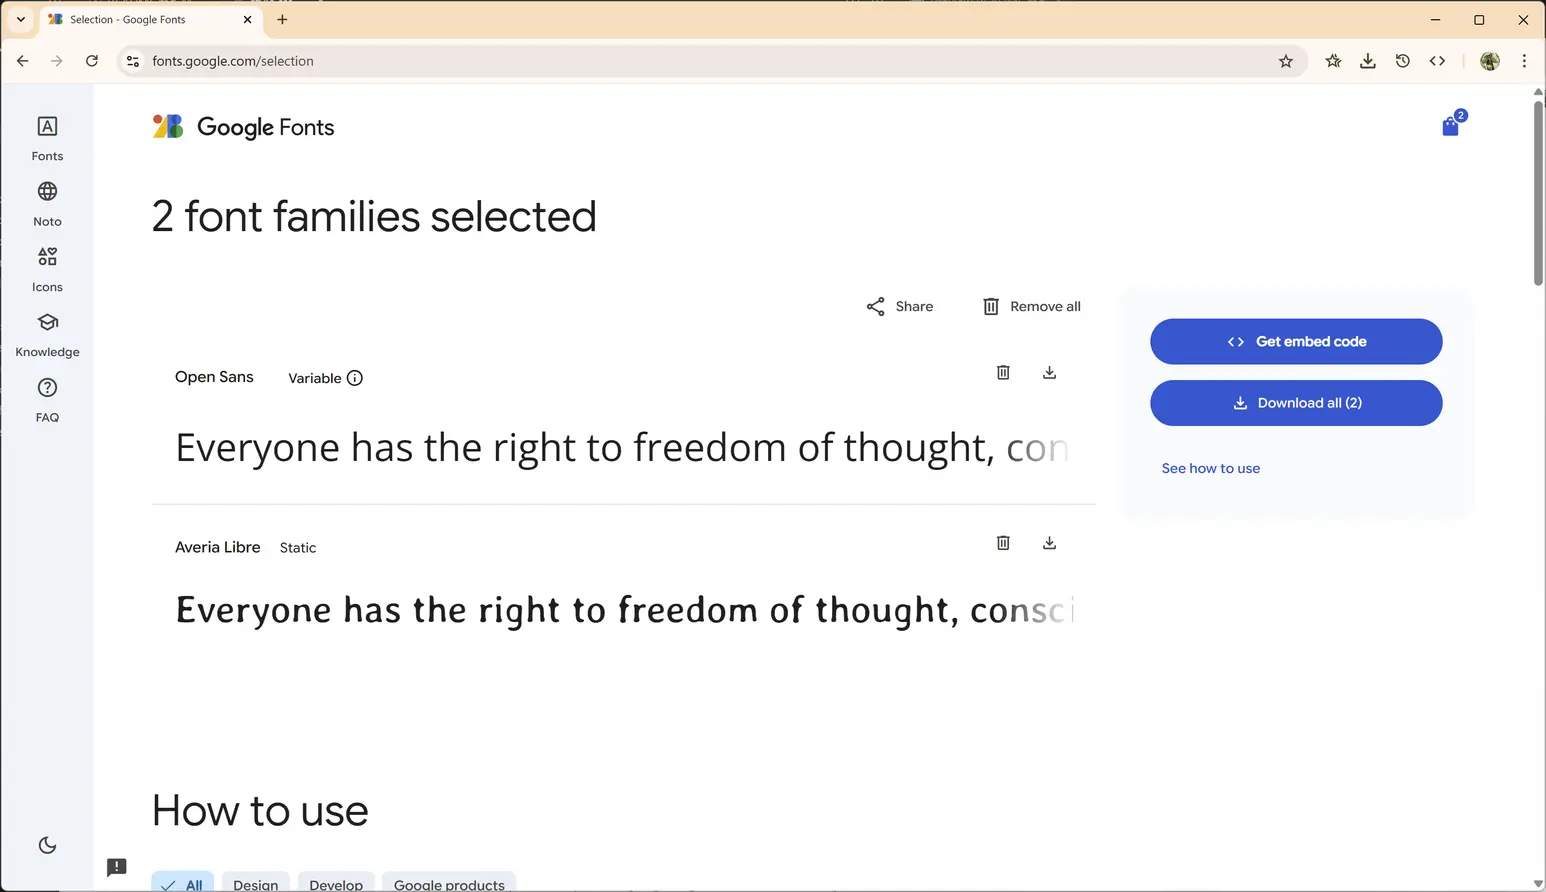 Selection - Google Fonts
fonts.google.com/selection
Google Fonts
2
Fonts
Noto
Icons
Knowledge
FAQ
2 font families selected
Share
Remove all
Get embed code
Download all (2)
See how to use
Open Sans
Variable
Everyone has the right to freedom of thought, con
Averia Libre
Static
Everyone has the right to freedom of thought, consci
How to use
All
Design
Develop
Google products